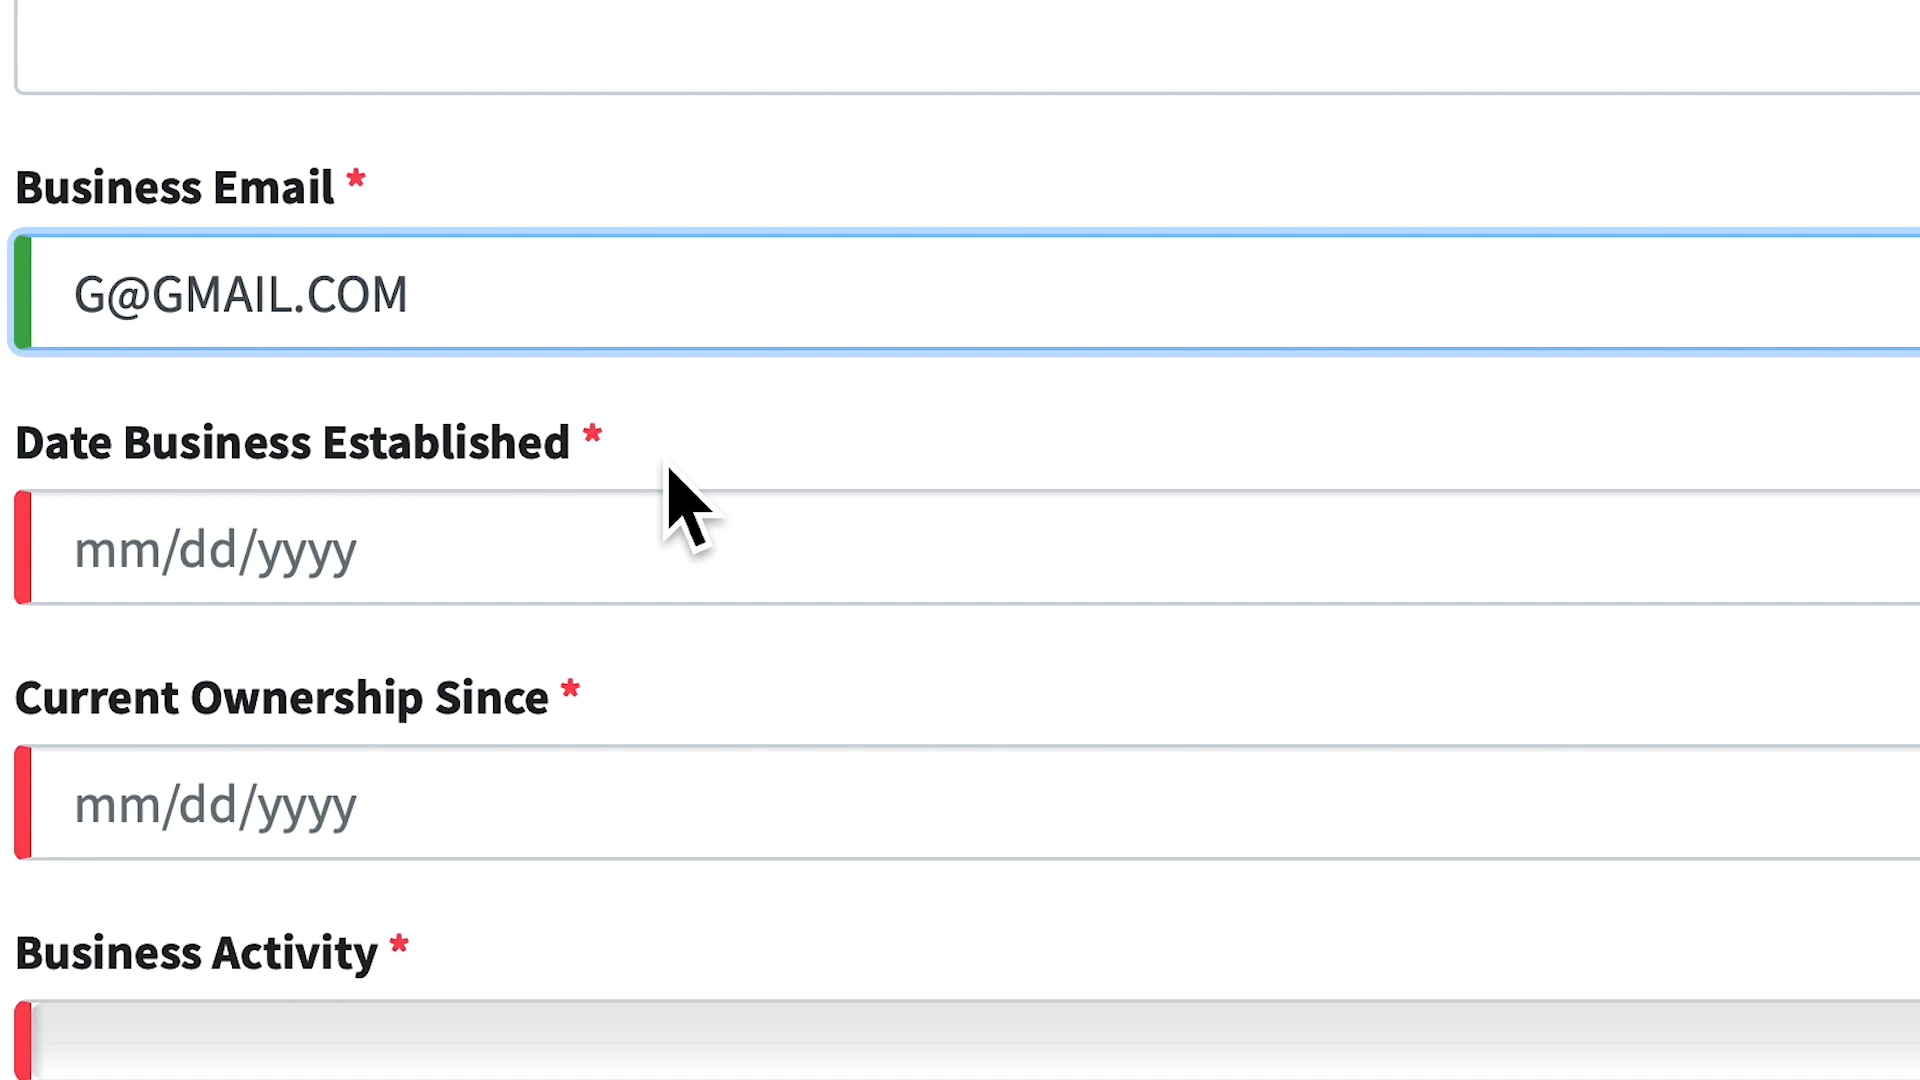 Business Email *
G@GMAIL.COM
Date Business Established *
mm/dd/yyyy
Current Ownership Since *
mm/dd/yyyy
Business Activity *